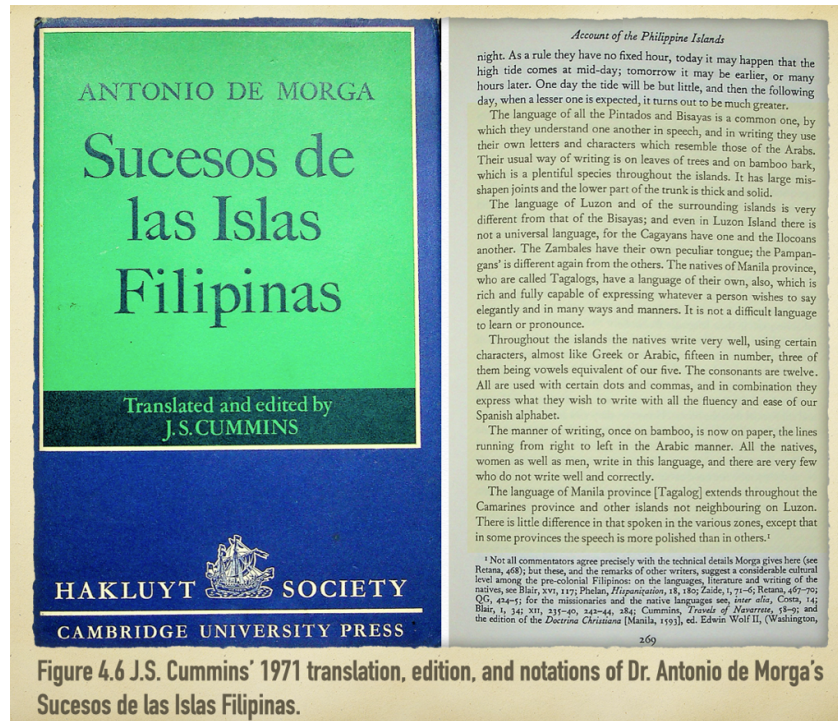 ANTONIO DE MORGA
Sucesos de
las Islas
Filipinas
Translated and edited by
J.S. CUMMINS
HAKLUYT SOCIETY
CAMBRIDGE UNIVERSITY PRESS
Account of the Philippine Islands
night. As a rule they have no fixed hour, today it may happen that the
high tide comes at mid-day; tomorrow it may be earlier, or many
hours later. One day the tide will be but little, and then the following
day, when a lesser one is expected, it turns out to be much greater.
The language of all the Pintados and Bisayas is a common one, by
which they understand one another in speech, and in writing they use
their own letters and characters which resemble those of the Arabs.
Their usual way of writing is on leaves of trees and on bamboo bark,
which is a plentiful species throughout the islands. It has large mis-
shapen joints and the lower part of the trunk is thick and solid.
The language of Luzon and of the surrounding islands is very
different from that of the Bisayas; and even in Luzon Island there is
not a universal language, for the Cagayans have one and the Ilocoans
another. The Zambales have their own peculiar tongue; the Pampan-
gans' is different again from the others. The natives of Manila province,
who are called Tagalogs, have a language of their own, also, which is
rich and fully capable of expressing whatever a person wishes to say
elegantly and in many ways and manners. It is not a difficult language
to learn or pronounce.
Throughout the islands the natives write very well, using certain
characters, almost like Greek or Arabic, fifteen in number, three of
them being vowels equivalent of our five. The consonants are twelve.
All are used with certain dots and commas, and in combination they
express what they wish to write with all the fluency and ease of our
Spanish alphabet.
The manner of writing, once on bamboo, is now on paper, the lines
running from right to left in the Arabic manner. All the natives,
women as well as men, write in this language, and there are very few
who do not write well and correctly.
The language of Manila province [Tagalog] extends throughout the
Camarines province and other islands not neighbouring on Luzon.
There is little difference in that spoken in the various zones, except that
in some provinces the speech is more polished than in others.¹
¹ Not all commentators agree precisely with the technical details Morga gives here (see
Retana, 468); but these, and the remarks of other writers, suggest a considerable cultural
level among the pre-colonial Filipinos: on the languages, literature and writing of the
natives, see Blair, XVI, 117; Phelan, Hispanization, 18, 180; Zaide, I, 71–6; Retana, 467–70;
QG, 424–5; for the missionaries and the native languages see, inter alia, Costa, 14;
Blair, I, 34; XII, 235–40, 242–44, 284; Cummins, Travels of Navarrete, 58–9; and
the edition of the Doctrina Christiana [Manila, 1593], ed. Edwin Wolf II, (Washington,
269
Figure 4.6 J.S. Cummins' 1971 translation, edition, and notations of Dr. Antonio de Morga's
Sucesos de las Islas Filipinas.